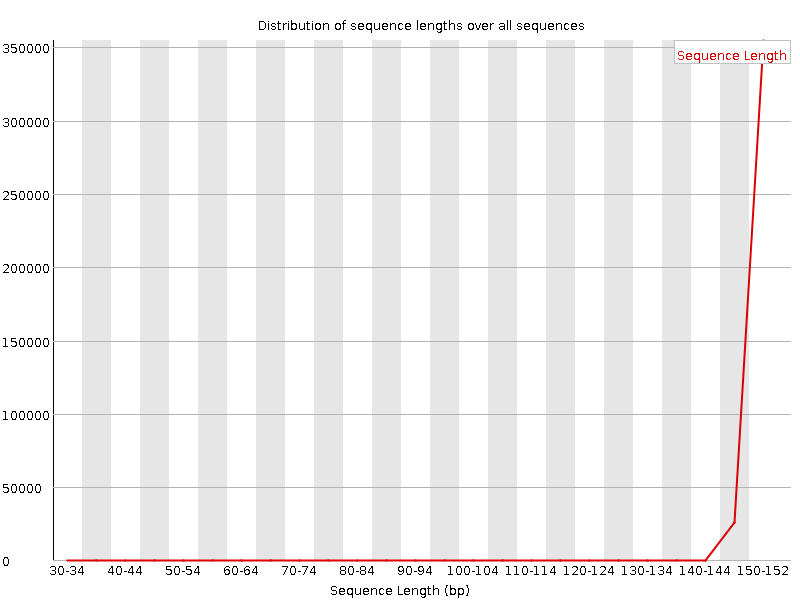 Distribution of sequence lengths over all sequences
Sequence Length
350000
300000
250000
200000
150000
100000
50000
0
30-34 40-44 50-54 60-64 70-74 80-84 90-94 100-104 110-114 120-124 130-134 140-144 150-152
Sequence Length (bp)